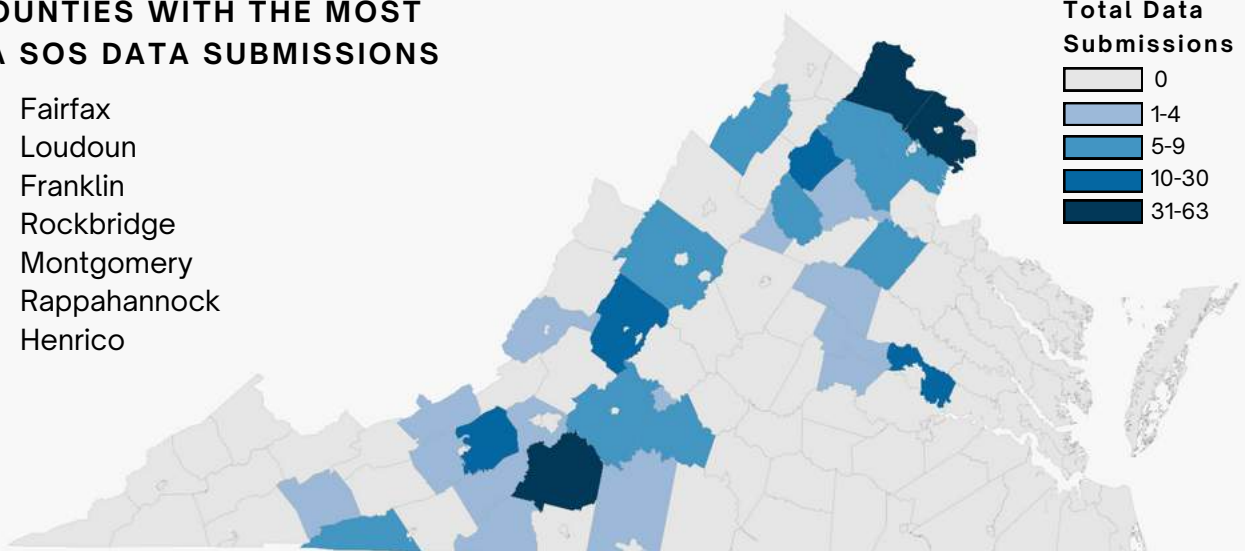 OUNTIES WITH THE MOST
A SOS DATA SUBMISSIONS
Fairfax
Loudoun
Franklin
Rockbridge
Montgomery
Rappahannock
Henrico
Total Data
Submissions
0
1-4
5-9
10-30
31-63